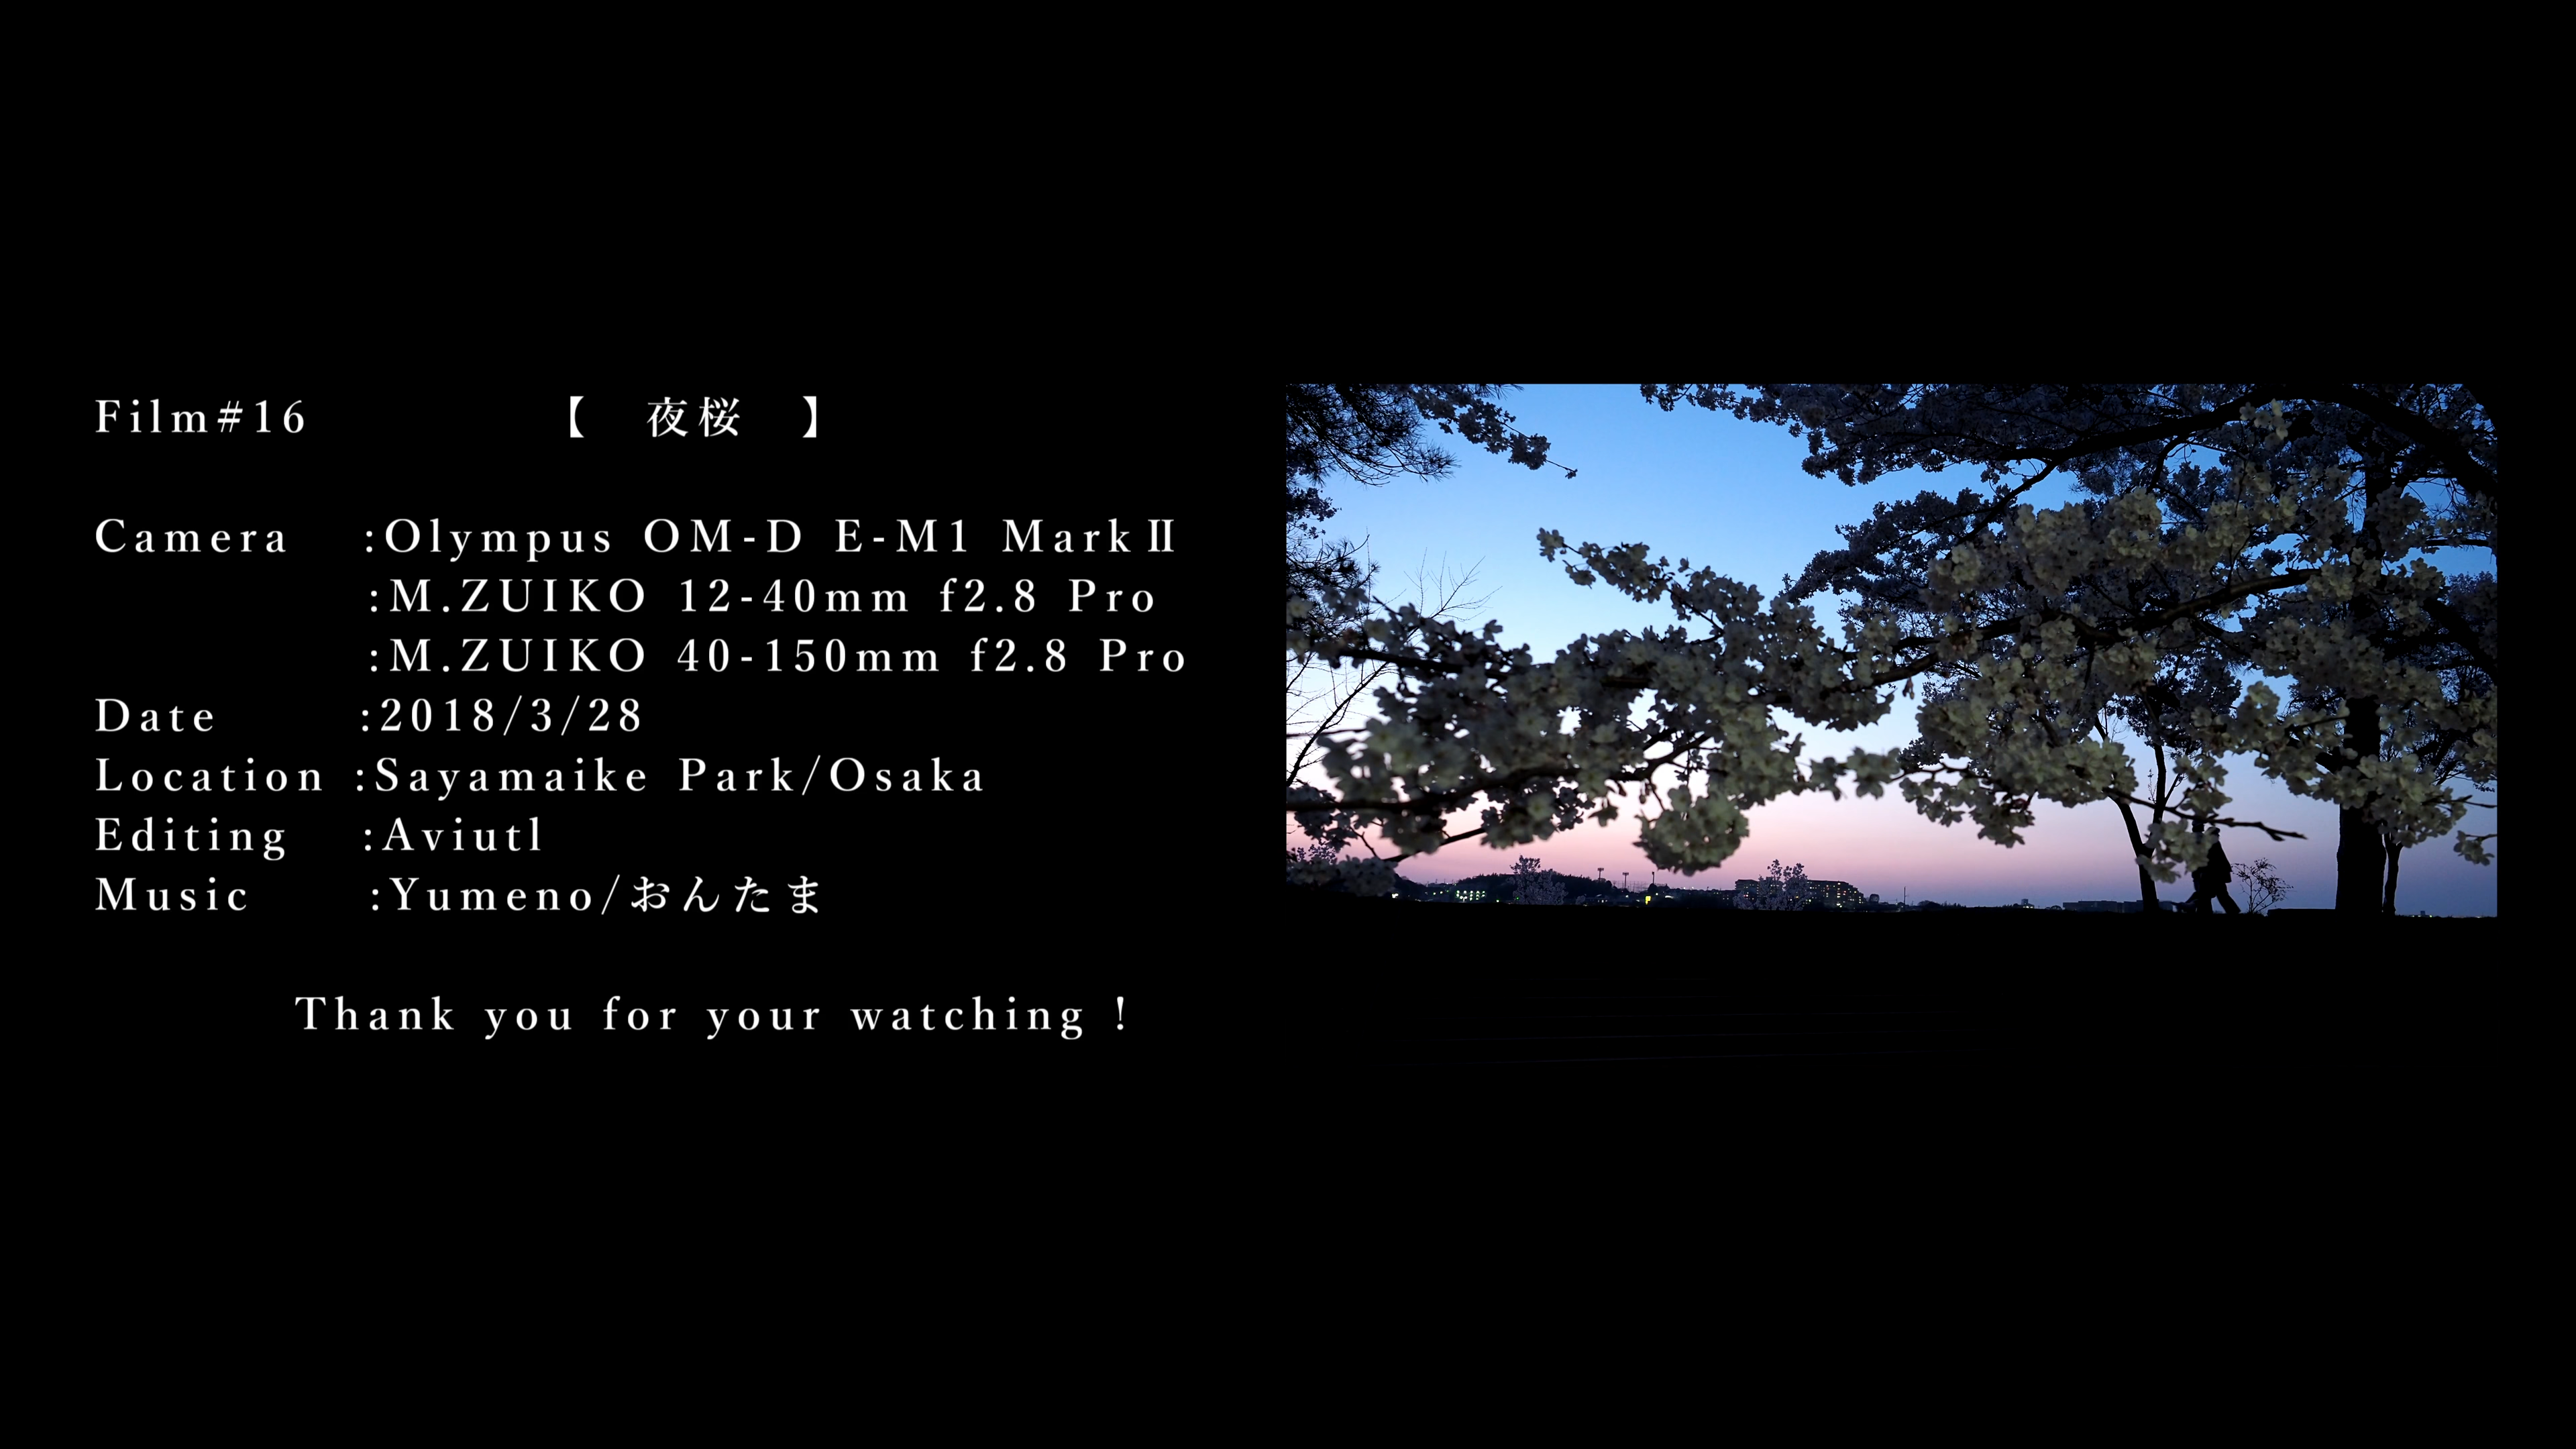 Film#16 【　夜桜　】
Camera :Olympus OM-D E-M1 MarkⅡ
:M.ZUIKO 12-40mm f2.8 Pro
:M.ZUIKO 40-150mm f2.8 Pro
Date :2018/3/28
Location :Sayamaike Park/Osaka
Editing :Aviutl
Music :Yumeno/おんたま
Thank you for your watching !